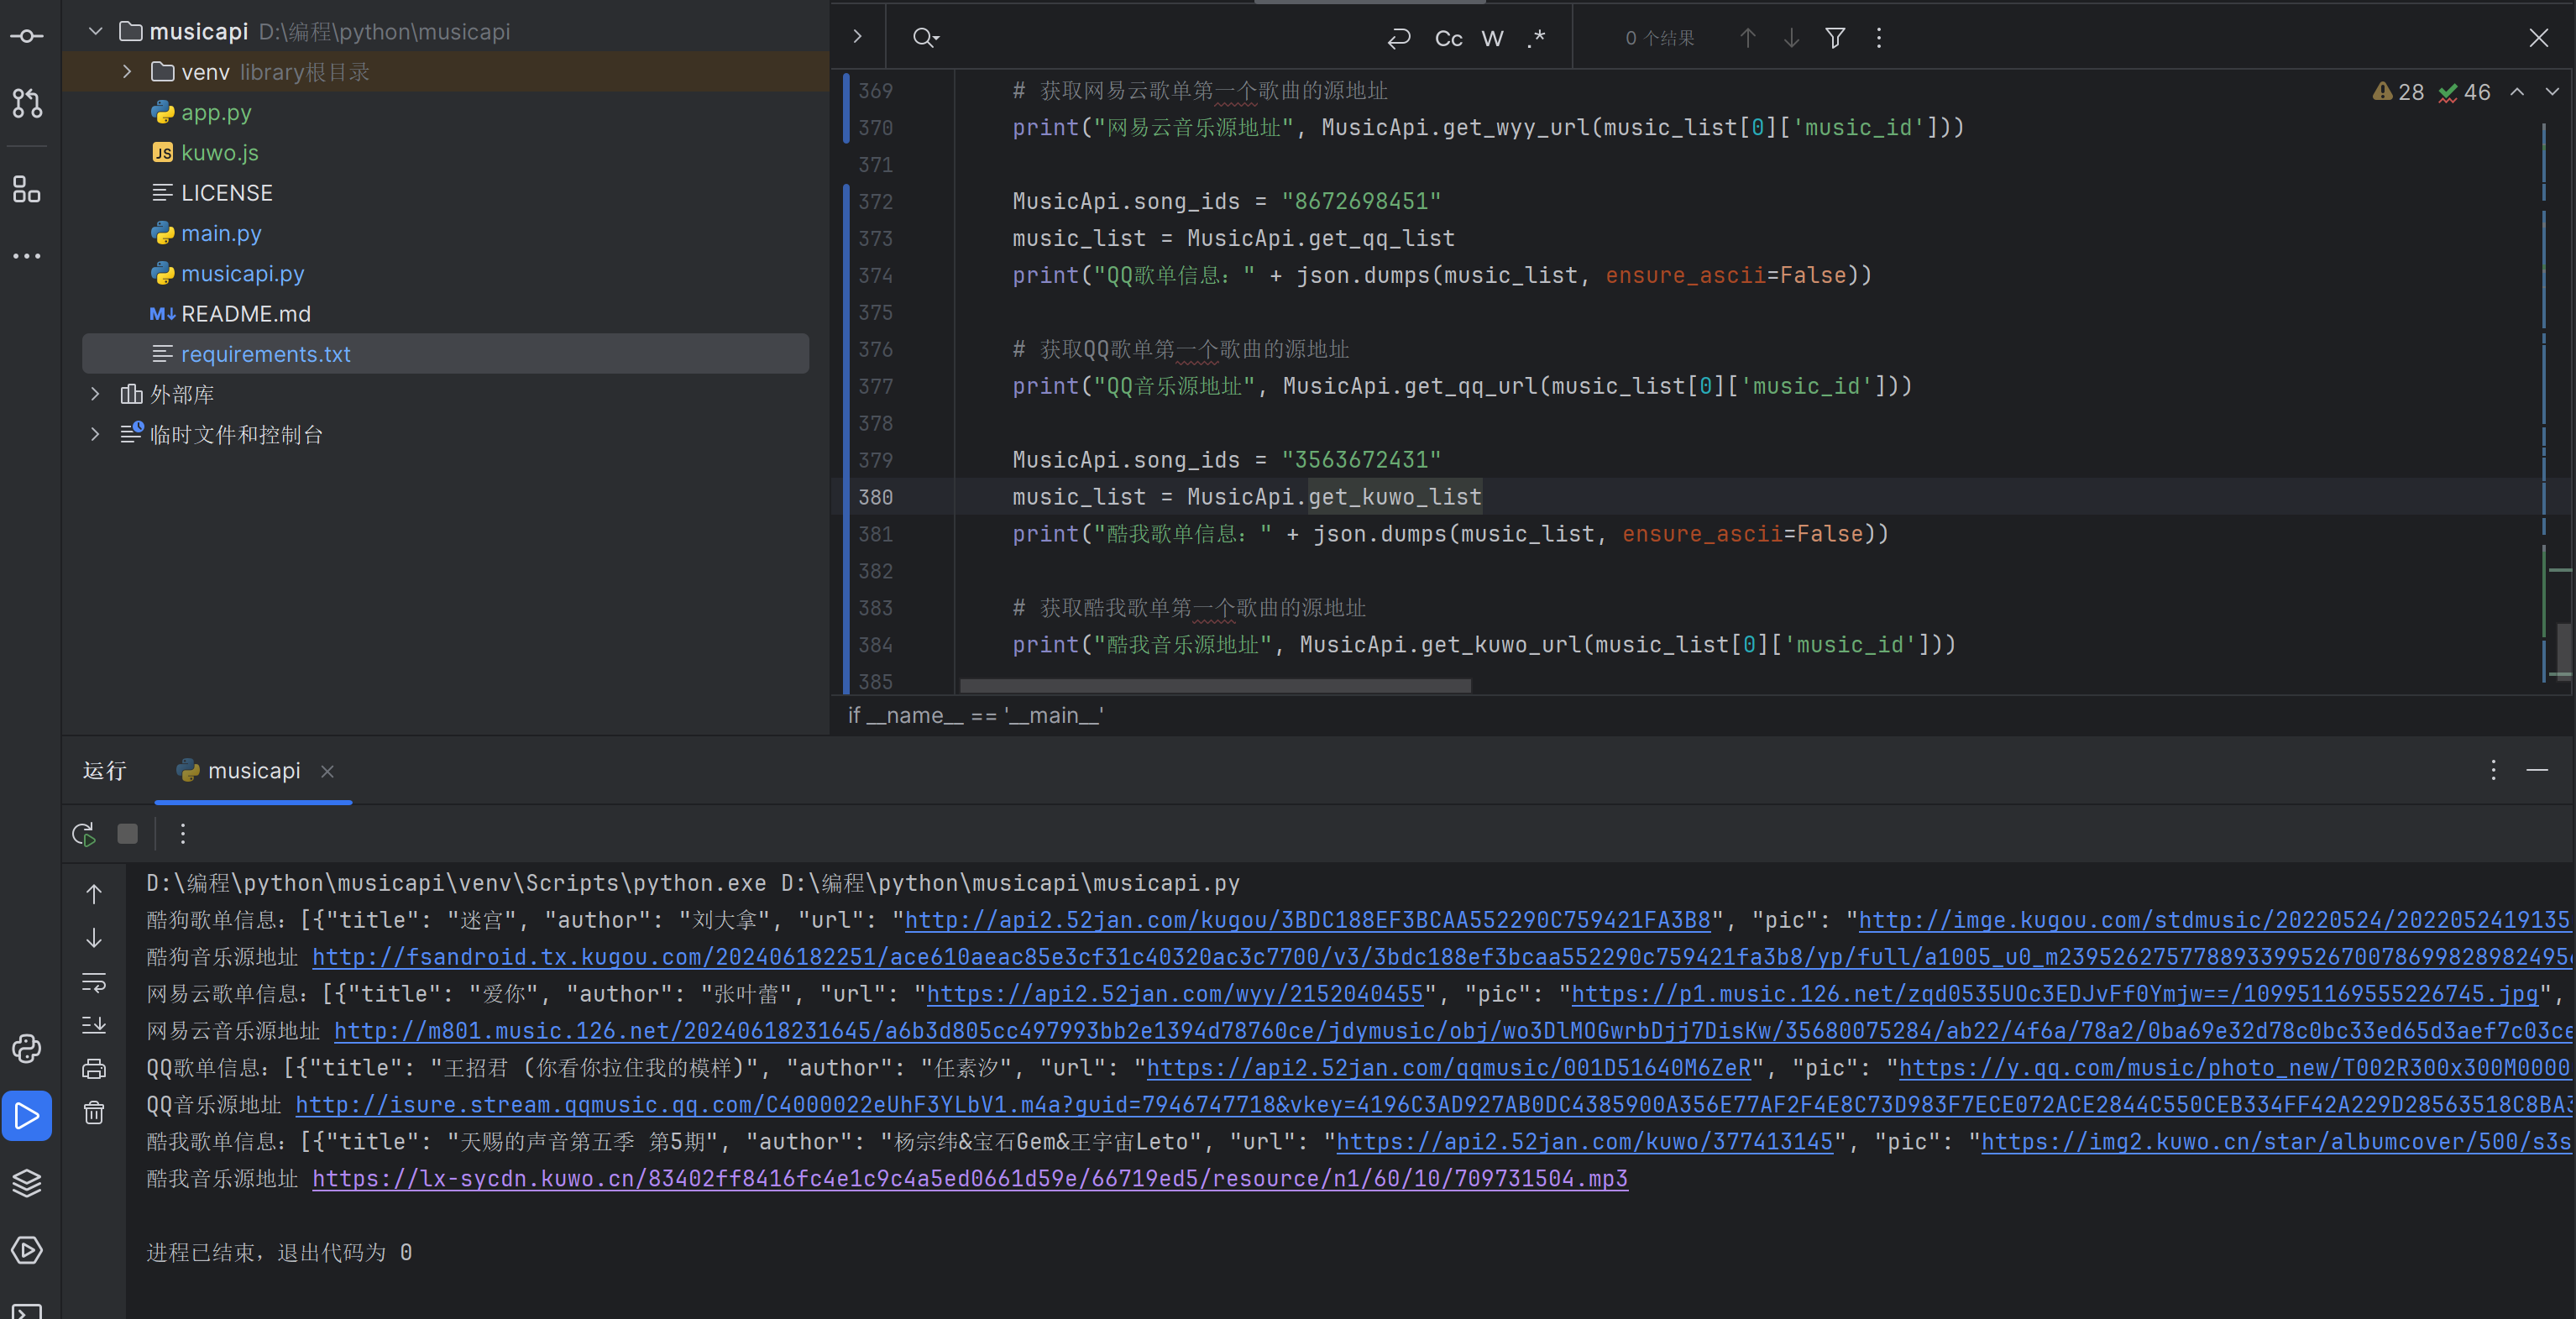 musicapi D:\编程\python\musicapi
venv library根目录
app.py
kuwo.js
LICENSE
main.py
musicapi.py
README.md
requirements.txt
外部库
临时文件和控制台
Cc W .* 0 个结果
28 46
369 # 获取网易云歌单第一个歌曲的源地址
370 print("网易云音乐源地址", MusicApi.get_wyy_url(music_list[0]['music_id']))
371
372 MusicApi.song_ids = "8672698451"
373 music_list = MusicApi.get_qq_list
374 print("QQ歌单信息：" + json.dumps(music_list, ensure_ascii=False))
375
376 # 获取QQ歌单第一个歌曲的源地址
377 print("QQ音乐源地址", MusicApi.get_qq_url(music_list[0]['music_id']))
378
379 MusicApi.song_ids = "3563672431"
380 music_list = MusicApi.get_kuwo_list
381 print("酷我歌单信息：" + json.dumps(music_list, ensure_ascii=False))
382
383 # 获取酷我歌单第一个歌曲的源地址
384 print("酷我音乐源地址", MusicApi.get_kuwo_url(music_list[0]['music_id']))
385
if __name__ == '__main__'
运行 musicapi
D:\编程\python\musicapi\venv\Scripts\python.exe D:\编程\python\musicapi\musicapi.py
酷狗歌单信息：[{"title": "迷宫", "author": "刘大拿", "url": "http://api2.52jan.com/kugou/3BDC188EF3BCAA552290C759421FA3B8", "pic": "http://imge.kugou.com/stdmusic/20220524/2022052419135
酷狗音乐源地址 http://fsandroid.tx.kugou.com/202406182251/ace610aeac85e3cf31c40320ac3c7700/v3/3bdc188ef3bcaa552290c759421fa3b8/yp/full/a1005_u0_m239526275778893399526700786998289824956
网易云歌单信息：[{"title": "爱你", "author": "张叶蕾", "url": "https://api2.52jan.com/wyy/2152040455", "pic": "https://p1.music.126.net/zqd0535UOc3EDJvFf0Ymjw==/109951169555226745.jpg",
网易云音乐源地址 http://m801.music.126.net/20240618231645/a6b3d805cc497993bb2e1394d78760ce/jdymusic/obj/wo3DlMOGwrbDjj7DisKw/35680075284/ab22/4f6a/78a2/0ba69e32d78c0bc33ed65d3aef7c03ce
QQ歌单信息：[{"title": "王招君 (你看你拉住我的模样)", "author": "任素汐", "url": "https://api2.52jan.com/qqmusic/001D51640M6ZeR", "pic": "https://y.qq.com/music/photo_new/T002R300x300M0000
QQ音乐源地址 http://isure.stream.qqmusic.qq.com/C4000022eUhF3YLbV1.m4a?guid=7946747718&vkey=4196C3AD927AB0DC4385900A356E77AF2F4E8C73D983F7ECE072ACE2844C550CEB334FF42A229D28563518C8BA3
酷我歌单信息：[{"title": "天赐的声音第五季 第5期", "author": "杨宗纬&宝石Gem&王宇宙Leto", "url": "https://api2.52jan.com/kuwo/377413145", "pic": "https://img2.kuwo.cn/star/albumcover/500/s3s
酷我音乐源地址 https://lx-sycdn.kuwo.cn/83402ff8416fc4e1c9c4a5ed0661d59e/66719ed5/resource/n1/60/10/709731504.mp3
进程已结束，退出代码为 0